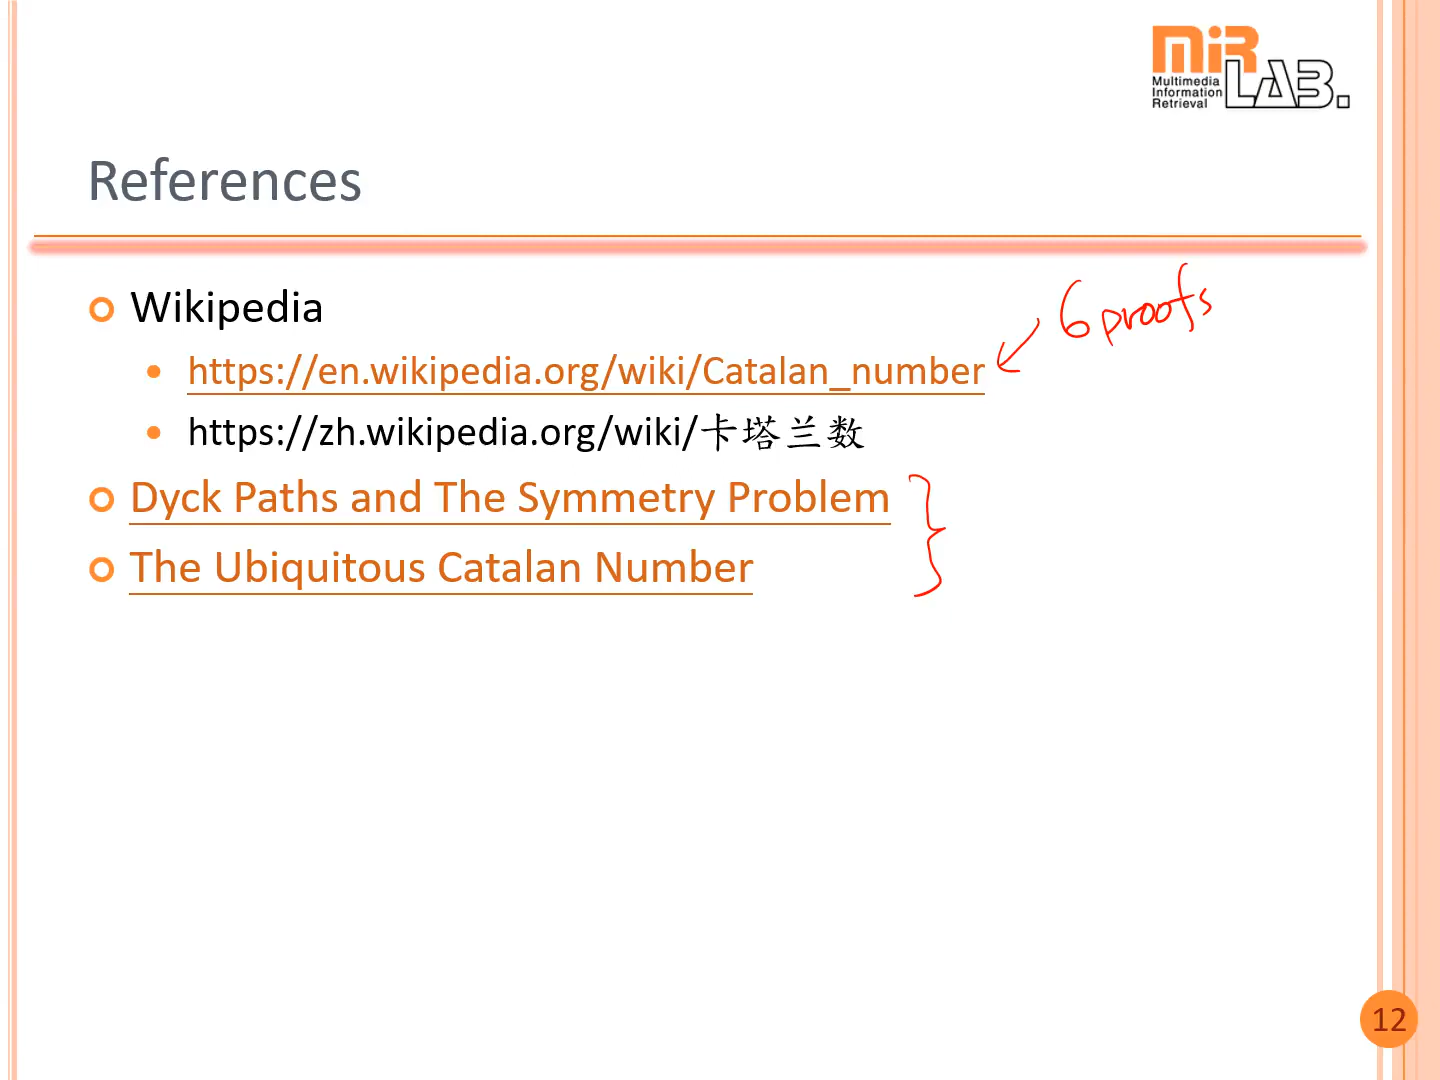 MiR LAB.
Multimedia
Information
Retrieval
References
Wikipedia
6 proofs
https://en.wikipedia.org/wiki/Catalan_number
https://zh.wikipedia.org/wiki/卡塔兰数
Dyck Paths and The Symmetry Problem
The Ubiquitous Catalan Number
12